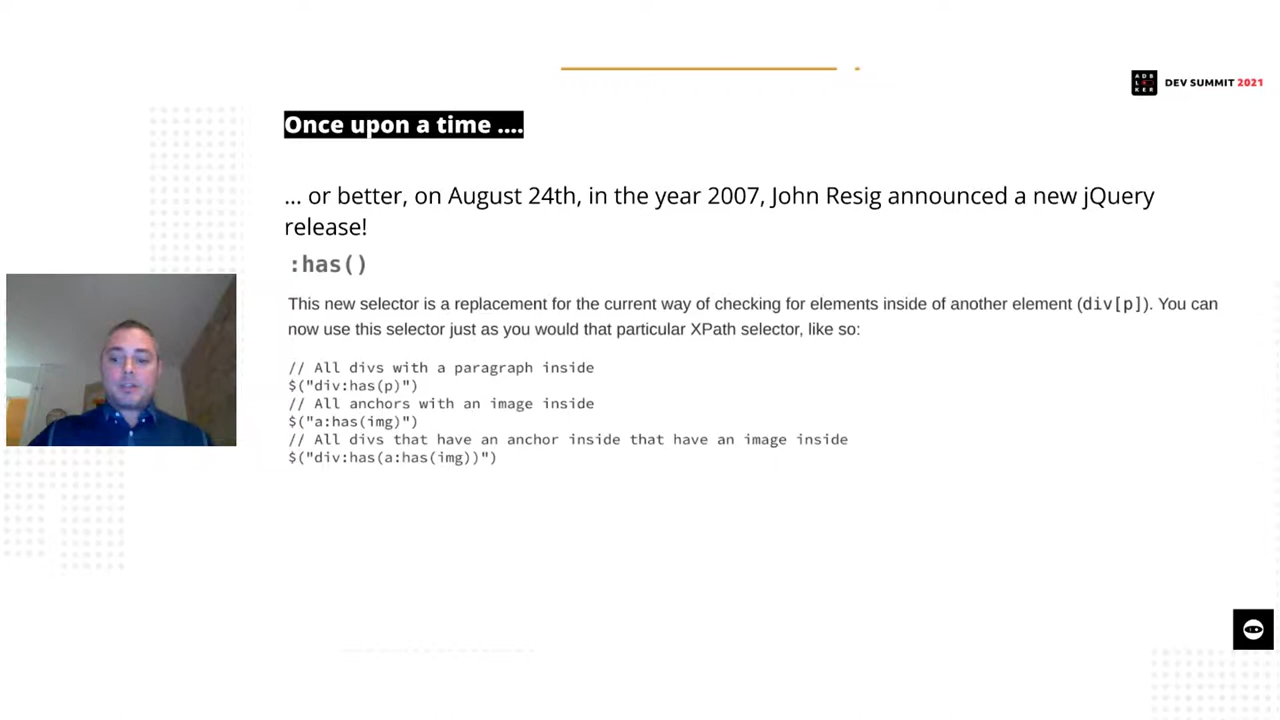 ADB
L KER
DEV SUMMIT 2021
Once upon a time ....
... or better, on August 24th, in the year 2007, John Resig announced a new jQuery
release!
:has()
This new selector is a replacement for the current way of checking for elements inside of another element (div[p]). You can
now use this selector just as you would that particular XPath selector, like so:
// All divs with a paragraph inside
$("div:has(p)")
// All anchors with an image inside
$("a:has(img)")
// All divs that have an anchor inside that have an image inside
$("div:has(a:has(img))")